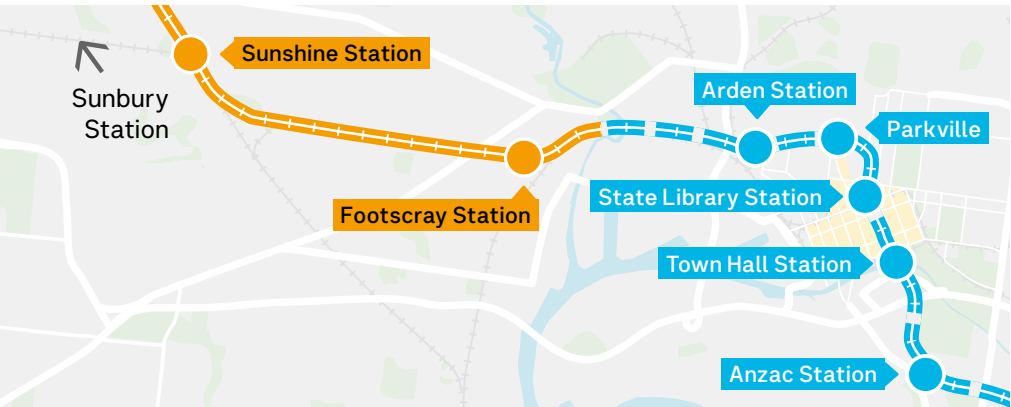 Sunshine Station
Sunbury
Station
Arden Station
Parkville
State Library Station
Footscray Station
Town Hall Station
Anzac Station